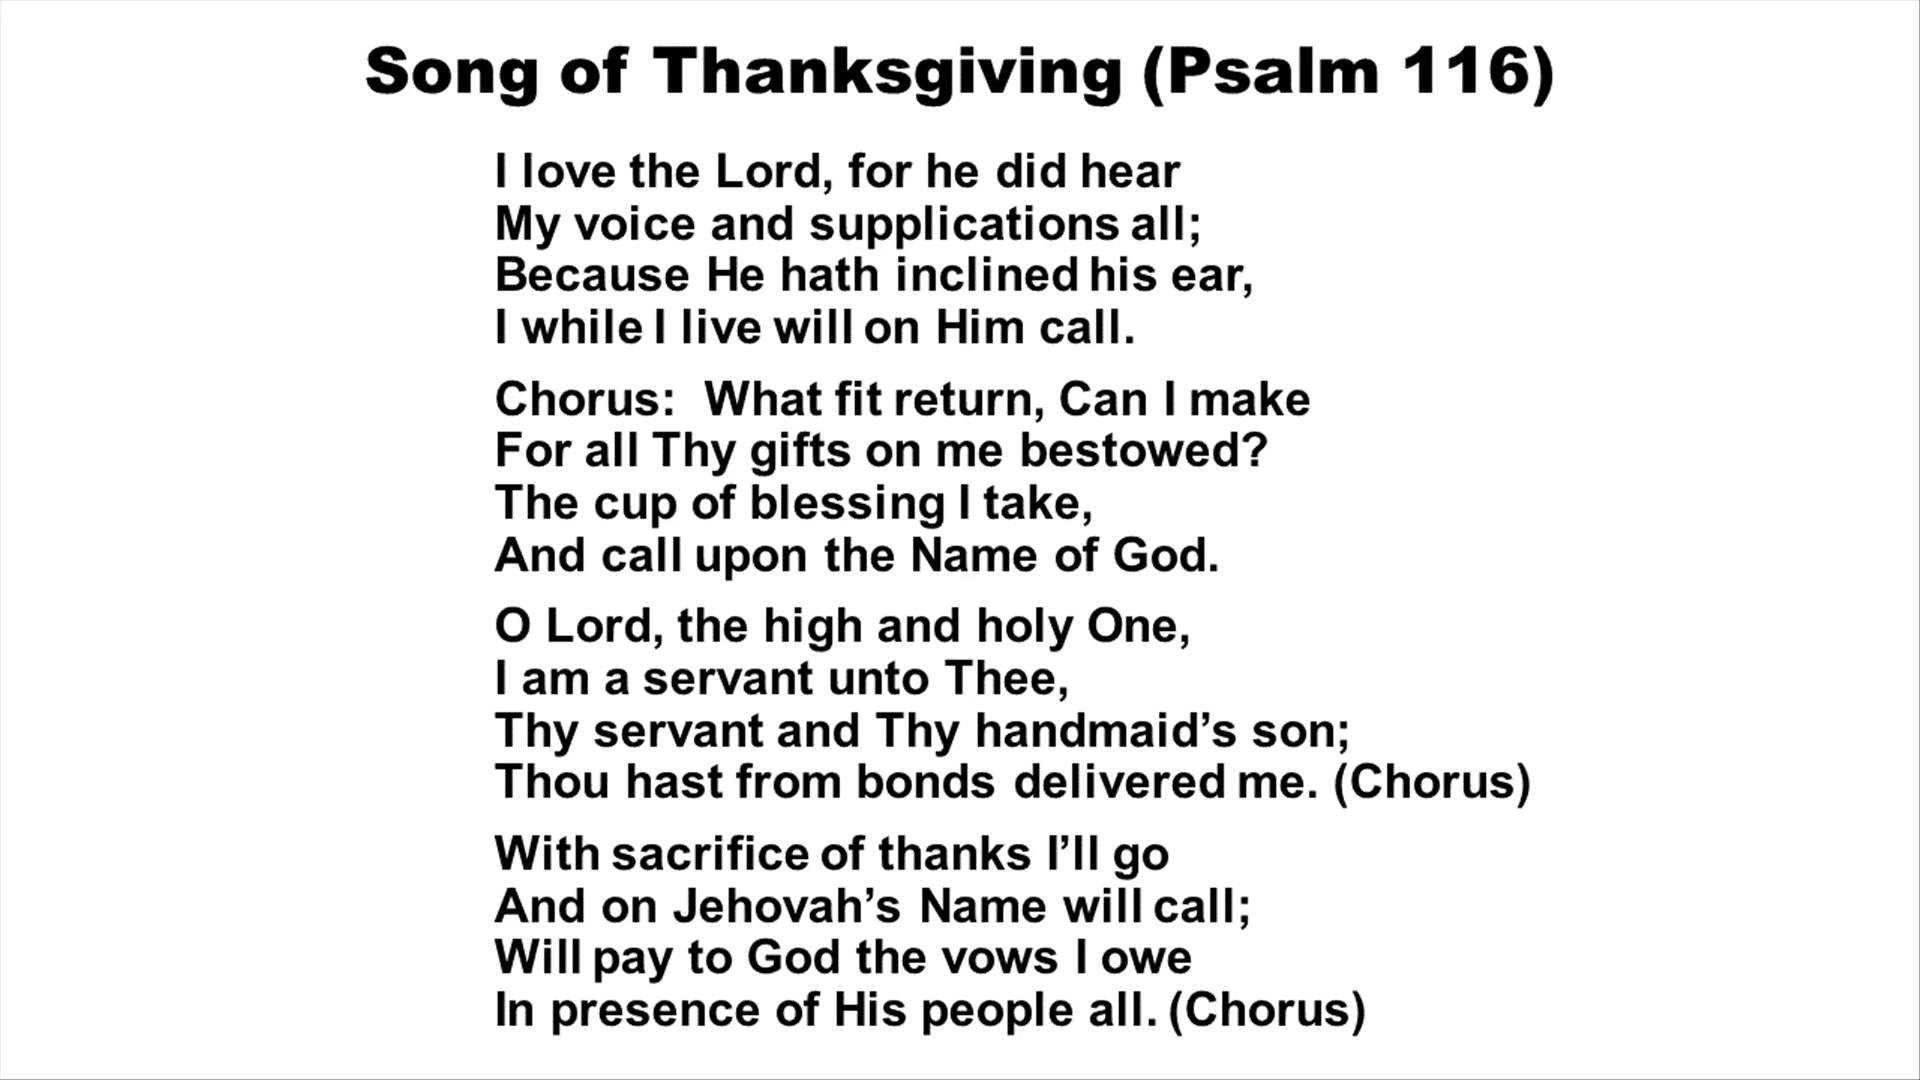 Song of Thanksgiving (Psalm 116)
I love the Lord, for he did hear
My voice and supplications all;
Because He hath inclined his ear,
I while I live will on Him call.
Chorus:  What fit return, Can I make
For all Thy gifts on me bestowed?
The cup of blessing I take,
And call upon the Name of God.
O Lord, the high and holy One,
I am a servant unto Thee,
Thy servant and Thy handmaid’s son;
Thou hast from bonds delivered me. (Chorus)
With sacrifice of thanks I’ll go
And on Jehovah’s Name will call;
Will pay to God the vows I owe
In presence of His people all. (Chorus)